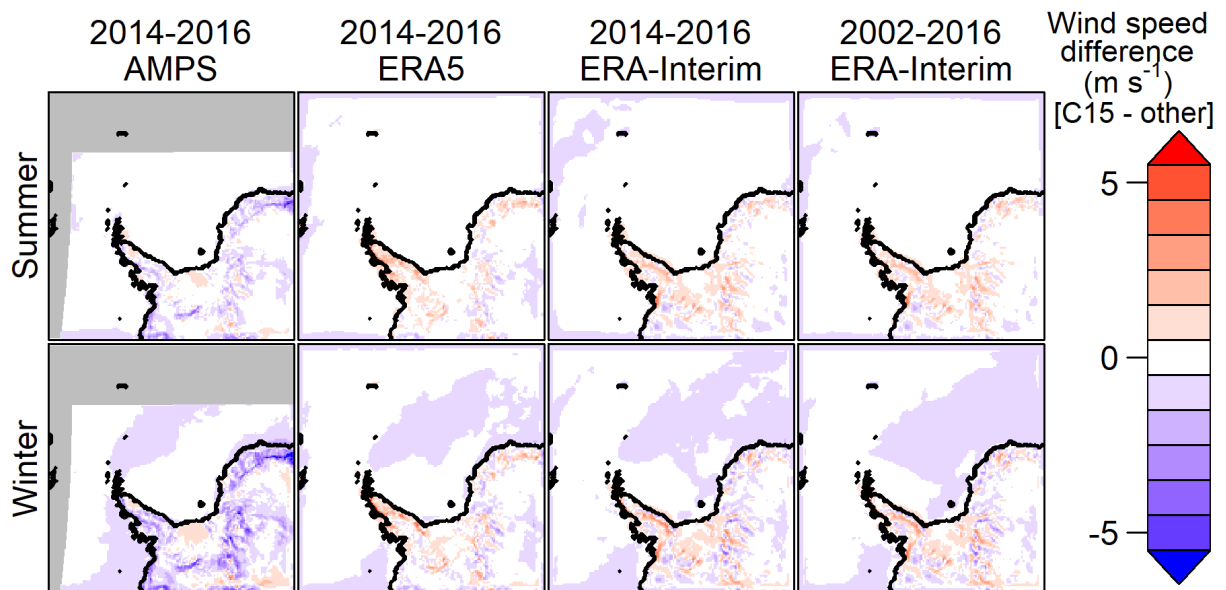 2014-2016
AMPS
2014-2016
ERA5
2014-2016
ERA-Interim
2002-2016
ERA-Interim
Wind speed
difference
(m s⁻¹)
[C15 - other]
Summer
Winter
5
0
-5